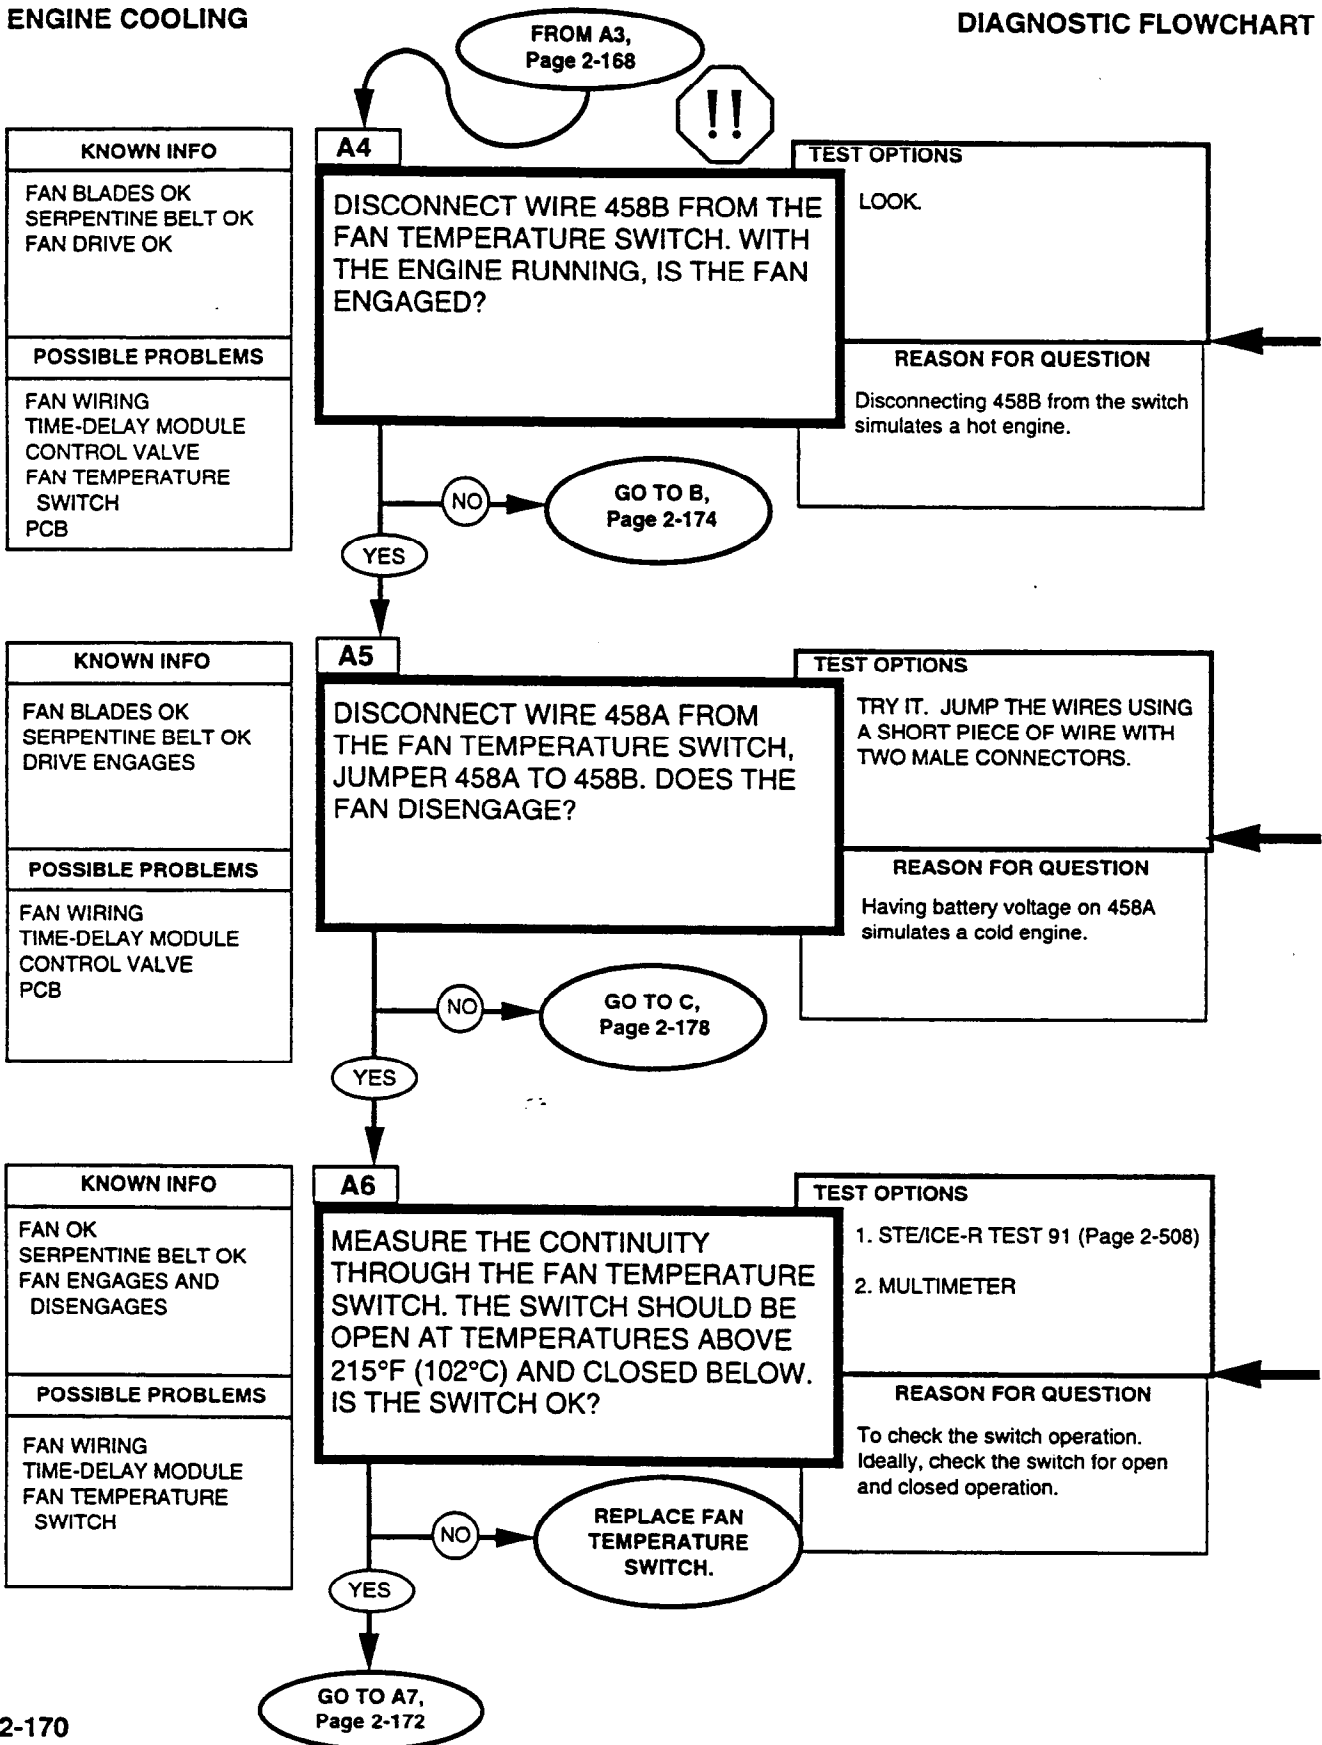 ENGINE COOLING
DIAGNOSTIC FLOWCHART
FROM A3,
Page 2-168
!!
KNOWN INFO
FAN BLADES OK
SERPENTINE BELT OK
FAN DRIVE OK
POSSIBLE PROBLEMS
FAN WIRING
TIME-DELAY MODULE
CONTROL VALVE
FAN TEMPERATURE
SWITCH
PCB
A4
DISCONNECT WIRE 458B FROM THE
FAN TEMPERATURE SWITCH. WITH
THE ENGINE RUNNING, IS THE FAN
ENGAGED?
TEST OPTIONS
LOOK.
REASON FOR QUESTION
Disconnecting 458B from the switch
simulates a hot engine.
NO
GO TO B,
Page 2-174
YES
KNOWN INFO
FAN BLADES OK
SERPENTINE BELT OK
DRIVE ENGAGES
POSSIBLE PROBLEMS
FAN WIRING
TIME-DELAY MODULE
CONTROL VALVE
PCB
A5
DISCONNECT WIRE 458A FROM
THE FAN TEMPERATURE SWITCH,
JUMPER 458A TO 458B. DOES THE
FAN DISENGAGE?
TEST OPTIONS
TRY IT. JUMP THE WIRES USING
A SHORT PIECE OF WIRE WITH
TWO MALE CONNECTORS.
REASON FOR QUESTION
Having battery voltage on 458A
simulates a cold engine.
NO
GO TO C,
Page 2-178
YES
KNOWN INFO
FAN OK
SERPENTINE BELT OK
FAN ENGAGES AND
DISENGAGES
POSSIBLE PROBLEMS
FAN WIRING
TIME-DELAY MODULE
FAN TEMPERATURE
SWITCH
A6
MEASURE THE CONTINUITY
THROUGH THE FAN TEMPERATURE
SWITCH. THE SWITCH SHOULD BE
OPEN AT TEMPERATURES ABOVE
215°F (102°C) AND CLOSED BELOW.
IS THE SWITCH OK?
TEST OPTIONS
1. STE/ICE-R TEST 91 (Page 2-508)
2. MULTIMETER
REASON FOR QUESTION
To check the switch operation.
Ideally, check the switch for open
and closed operation.
NO
REPLACE FAN
TEMPERATURE
SWITCH.
YES
GO TO A7,
Page 2-172
2-170